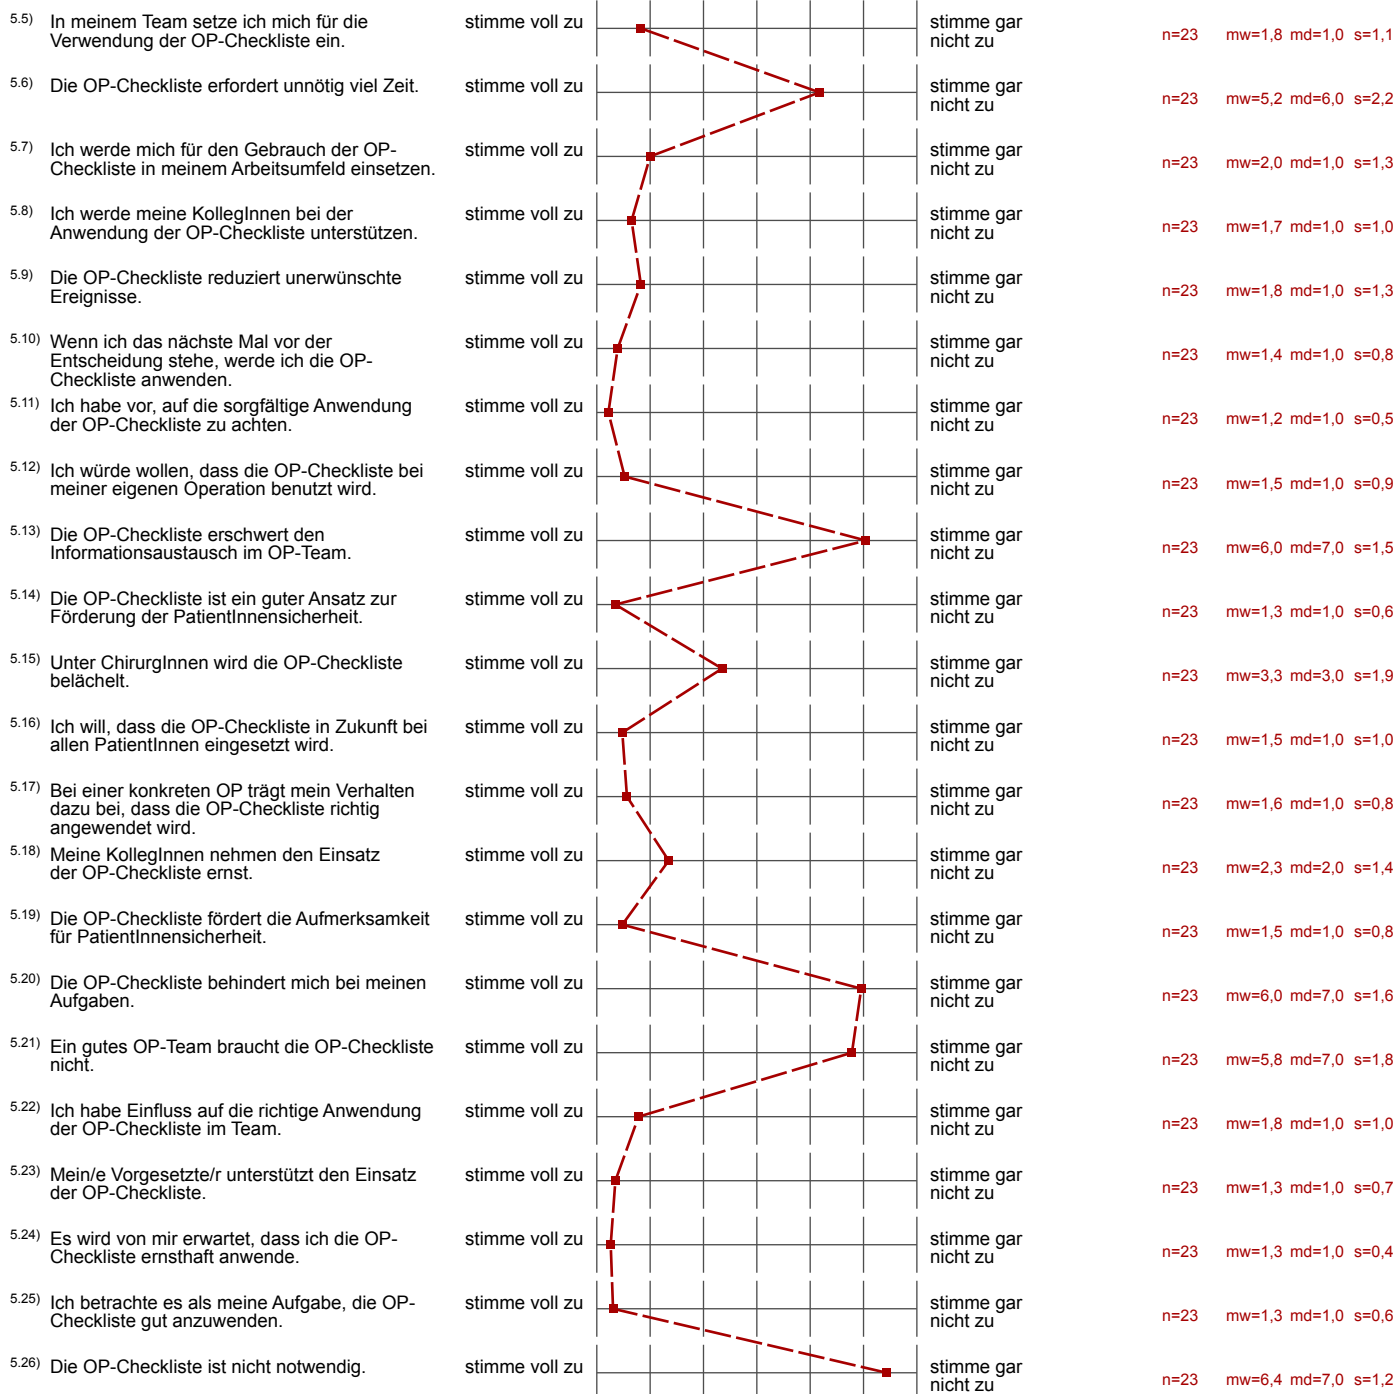 5.5) In meinem Team setze ich mich für die
Verwendung der OP-Checkliste ein.
stimme voll zu
stimme gar
nicht zu
n=23 mw=1,8 md=1,0 s=1,1
5.6) Die OP-Checkliste erfordert unnötig viel Zeit.
stimme voll zu
stimme gar
nicht zu
n=23 mw=5,2 md=6,0 s=2,2
5.7) Ich werde mich für den Gebrauch der OP-
Checkliste in meinem Arbeitsumfeld einsetzen.
stimme voll zu
stimme gar
nicht zu
n=23 mw=2,0 md=1,0 s=1,3
5.8) Ich werde meine KollegInnen bei der
Anwendung der OP-Checkliste unterstützen.
stimme voll zu
stimme gar
nicht zu
n=23 mw=1,7 md=1,0 s=1,0
5.9) Die OP-Checkliste reduziert unerwünschte
Ereignisse.
stimme voll zu
stimme gar
nicht zu
n=23 mw=1,8 md=1,0 s=1,3
5.10) Wenn ich das nächste Mal vor der
Entscheidung stehe, werde ich die OP-
Checkliste anwenden.
stimme voll zu
stimme gar
nicht zu
n=23 mw=1,4 md=1,0 s=0,8
5.11) Ich habe vor, auf die sorgfältige Anwendung
der OP-Checkliste zu achten.
stimme voll zu
stimme gar
nicht zu
n=23 mw=1,2 md=1,0 s=0,5
5.12) Ich würde wollen, dass die OP-Checkliste bei
meiner eigenen Operation benutzt wird.
stimme voll zu
stimme gar
nicht zu
n=23 mw=1,5 md=1,0 s=0,9
5.13) Die OP-Checkliste erschwert den
Informationsaustausch im OP-Team.
stimme voll zu
stimme gar
nicht zu
n=23 mw=6,0 md=7,0 s=1,5
5.14) Die OP-Checkliste ist ein guter Ansatz zur
Förderung der PatientInnensicherheit.
stimme voll zu
stimme gar
nicht zu
n=23 mw=1,3 md=1,0 s=0,6
5.15) Unter ChirurgInnen wird die OP-Checkliste
belächelt.
stimme voll zu
stimme gar
nicht zu
n=23 mw=3,3 md=3,0 s=1,9
5.16) Ich will, dass die OP-Checkliste in Zukunft bei
allen PatientInnen eingesetzt wird.
stimme voll zu
stimme gar
nicht zu
n=23 mw=1,5 md=1,0 s=1,0
5.17) Bei einer konkreten OP trägt mein Verhalten
dazu bei, dass die OP-Checkliste richtig
angewendet wird.
stimme voll zu
stimme gar
nicht zu
n=23 mw=1,6 md=1,0 s=0,8
5.18) Meine KollegInnen nehmen den Einsatz
der OP-Checkliste ernst.
stimme voll zu
stimme gar
nicht zu
n=23 mw=2,3 md=2,0 s=1,4
5.19) Die OP-Checkliste fördert die Aufmerksamkeit
für PatientInnensicherheit.
stimme voll zu
stimme gar
nicht zu
n=23 mw=1,5 md=1,0 s=0,8
5.20) Die OP-Checkliste behindert mich bei meinen
Aufgaben.
stimme voll zu
stimme gar
nicht zu
n=23 mw=6,0 md=7,0 s=1,6
5.21) Ein gutes OP-Team braucht die OP-Checkliste
nicht.
stimme voll zu
stimme gar
nicht zu
n=23 mw=5,8 md=7,0 s=1,8
5.22) Ich habe Einfluss auf die richtige Anwendung
der OP-Checkliste im Team.
stimme voll zu
stimme gar
nicht zu
n=23 mw=1,8 md=1,0 s=1,0
5.23) Mein/e Vorgesetzte/r unterstützt den Einsatz
der OP-Checkliste.
stimme voll zu
stimme gar
nicht zu
n=23 mw=1,3 md=1,0 s=0,7
5.24) Es wird von mir erwartet, dass ich die OP-
Checkliste ernsthaft anwende.
stimme voll zu
stimme gar
nicht zu
n=23 mw=1,3 md=1,0 s=0,4
5.25) Ich betrachte es als meine Aufgabe, die OP-
Checkliste gut anzuwenden.
stimme voll zu
stimme gar
nicht zu
n=23 mw=1,3 md=1,0 s=0,6
5.26) Die OP-Checkliste ist nicht notwendig.
stimme voll zu
stimme gar
nicht zu
n=23 mw=6,4 md=7,0 s=1,2